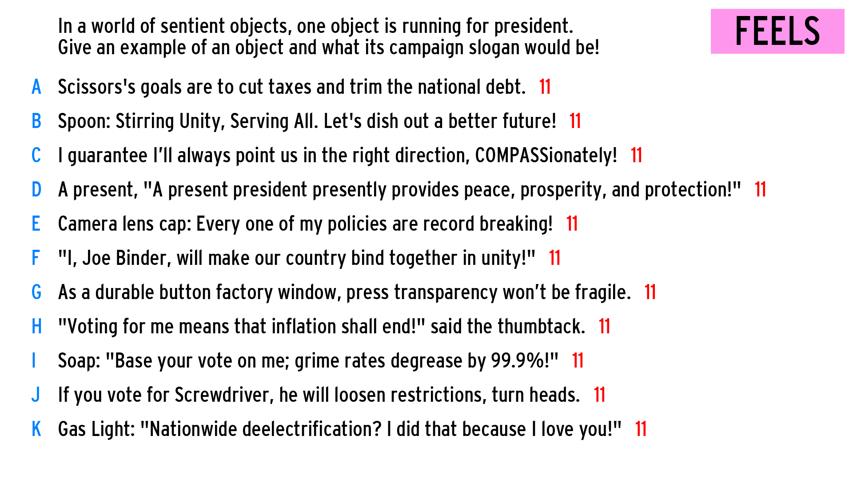 In a world of sentient objects, one object is running for president.
Give an example of an object and what its campaign slogan would be!
FEELS
A Scissors's goals are to cut taxes and trim the national debt. 11
B Spoon: Stirring Unity, Serving All. Let's dish out a better future! 11
C I guarantee I'll always point us in the right direction, COMPASSionately! 11
D A present, "A present president presently provides peace, prosperity, and protection!" 11
E Camera lens cap: Every one of my policies are record breaking! 11
F "I, Joe Binder, will make our country bind together in unity!" 11
G As a durable button factory window, press transparency won't be fragile. 11
H "Voting for me means that inflation shall end!" said the thumbtack. 11
I Soap: "Base your vote on me; grime rates degrease by 99.9%!" 11
J If you vote for Screwdriver, he will loosen restrictions, turn heads. 11
K Gas Light: "Nationwide deelectrification? I did that because I love you!" 11